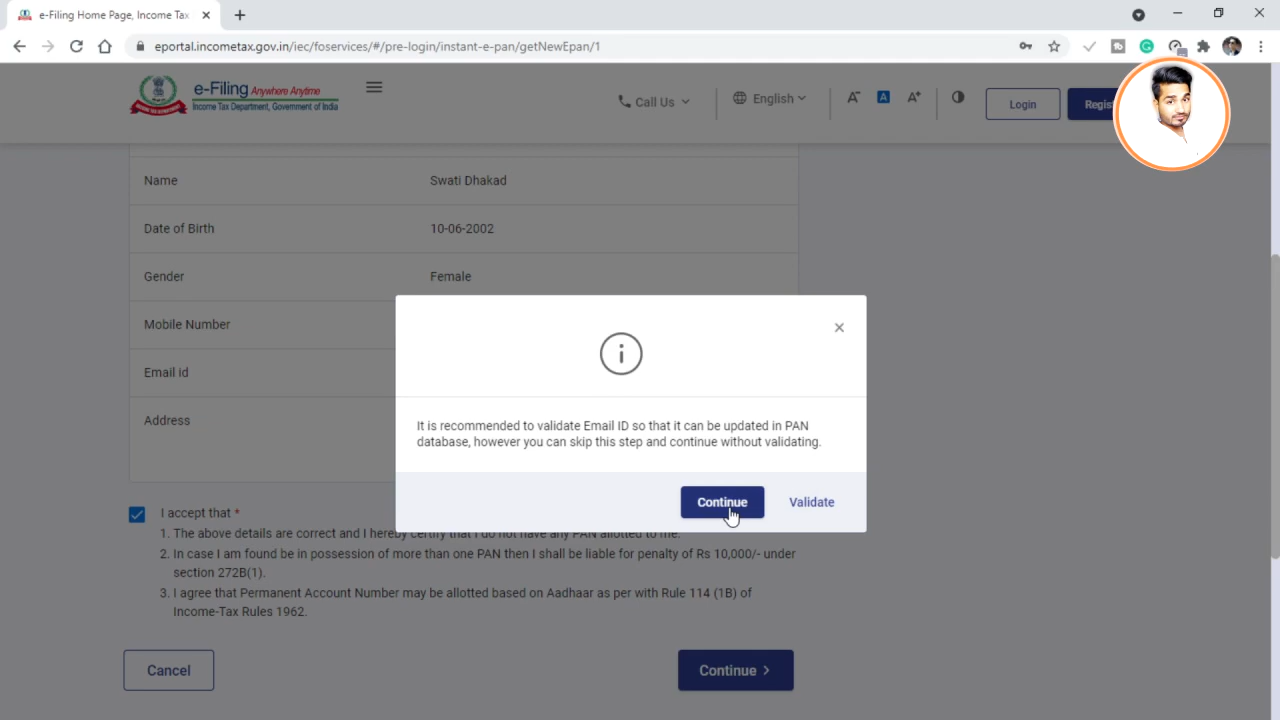 e-Filing Home Page, Income Tax
eportal.incometax.gov.in/iec/foservices/#/pre-login/instant-e-pan/getNewEpan/1
e-Filing Anywhere Anytime
Income Tax Department, Government of India
Call Us
English
A- A A+
Login
Regis
Name Swati Dhakad
Date of Birth 10-06-2002
Gender Female
Mobile Number
Email id
Address
It is recommended to validate Email ID so that it can be updated in PAN
database, however you can skip this step and continue without validating.
Continue Validate
I accept that *
1. The above details are correct and I hereby certify that I do not have any PAN allotted to me.
2. In case I am found be in possession of more than one PAN then I shall be liable for penalty of Rs 10,000/- under
section 272B(1).
3. I agree that Permanent Account Number may be allotted based on Aadhaar as per with Rule 114 (1B) of
Income-Tax Rules 1962.
Cancel Continue >